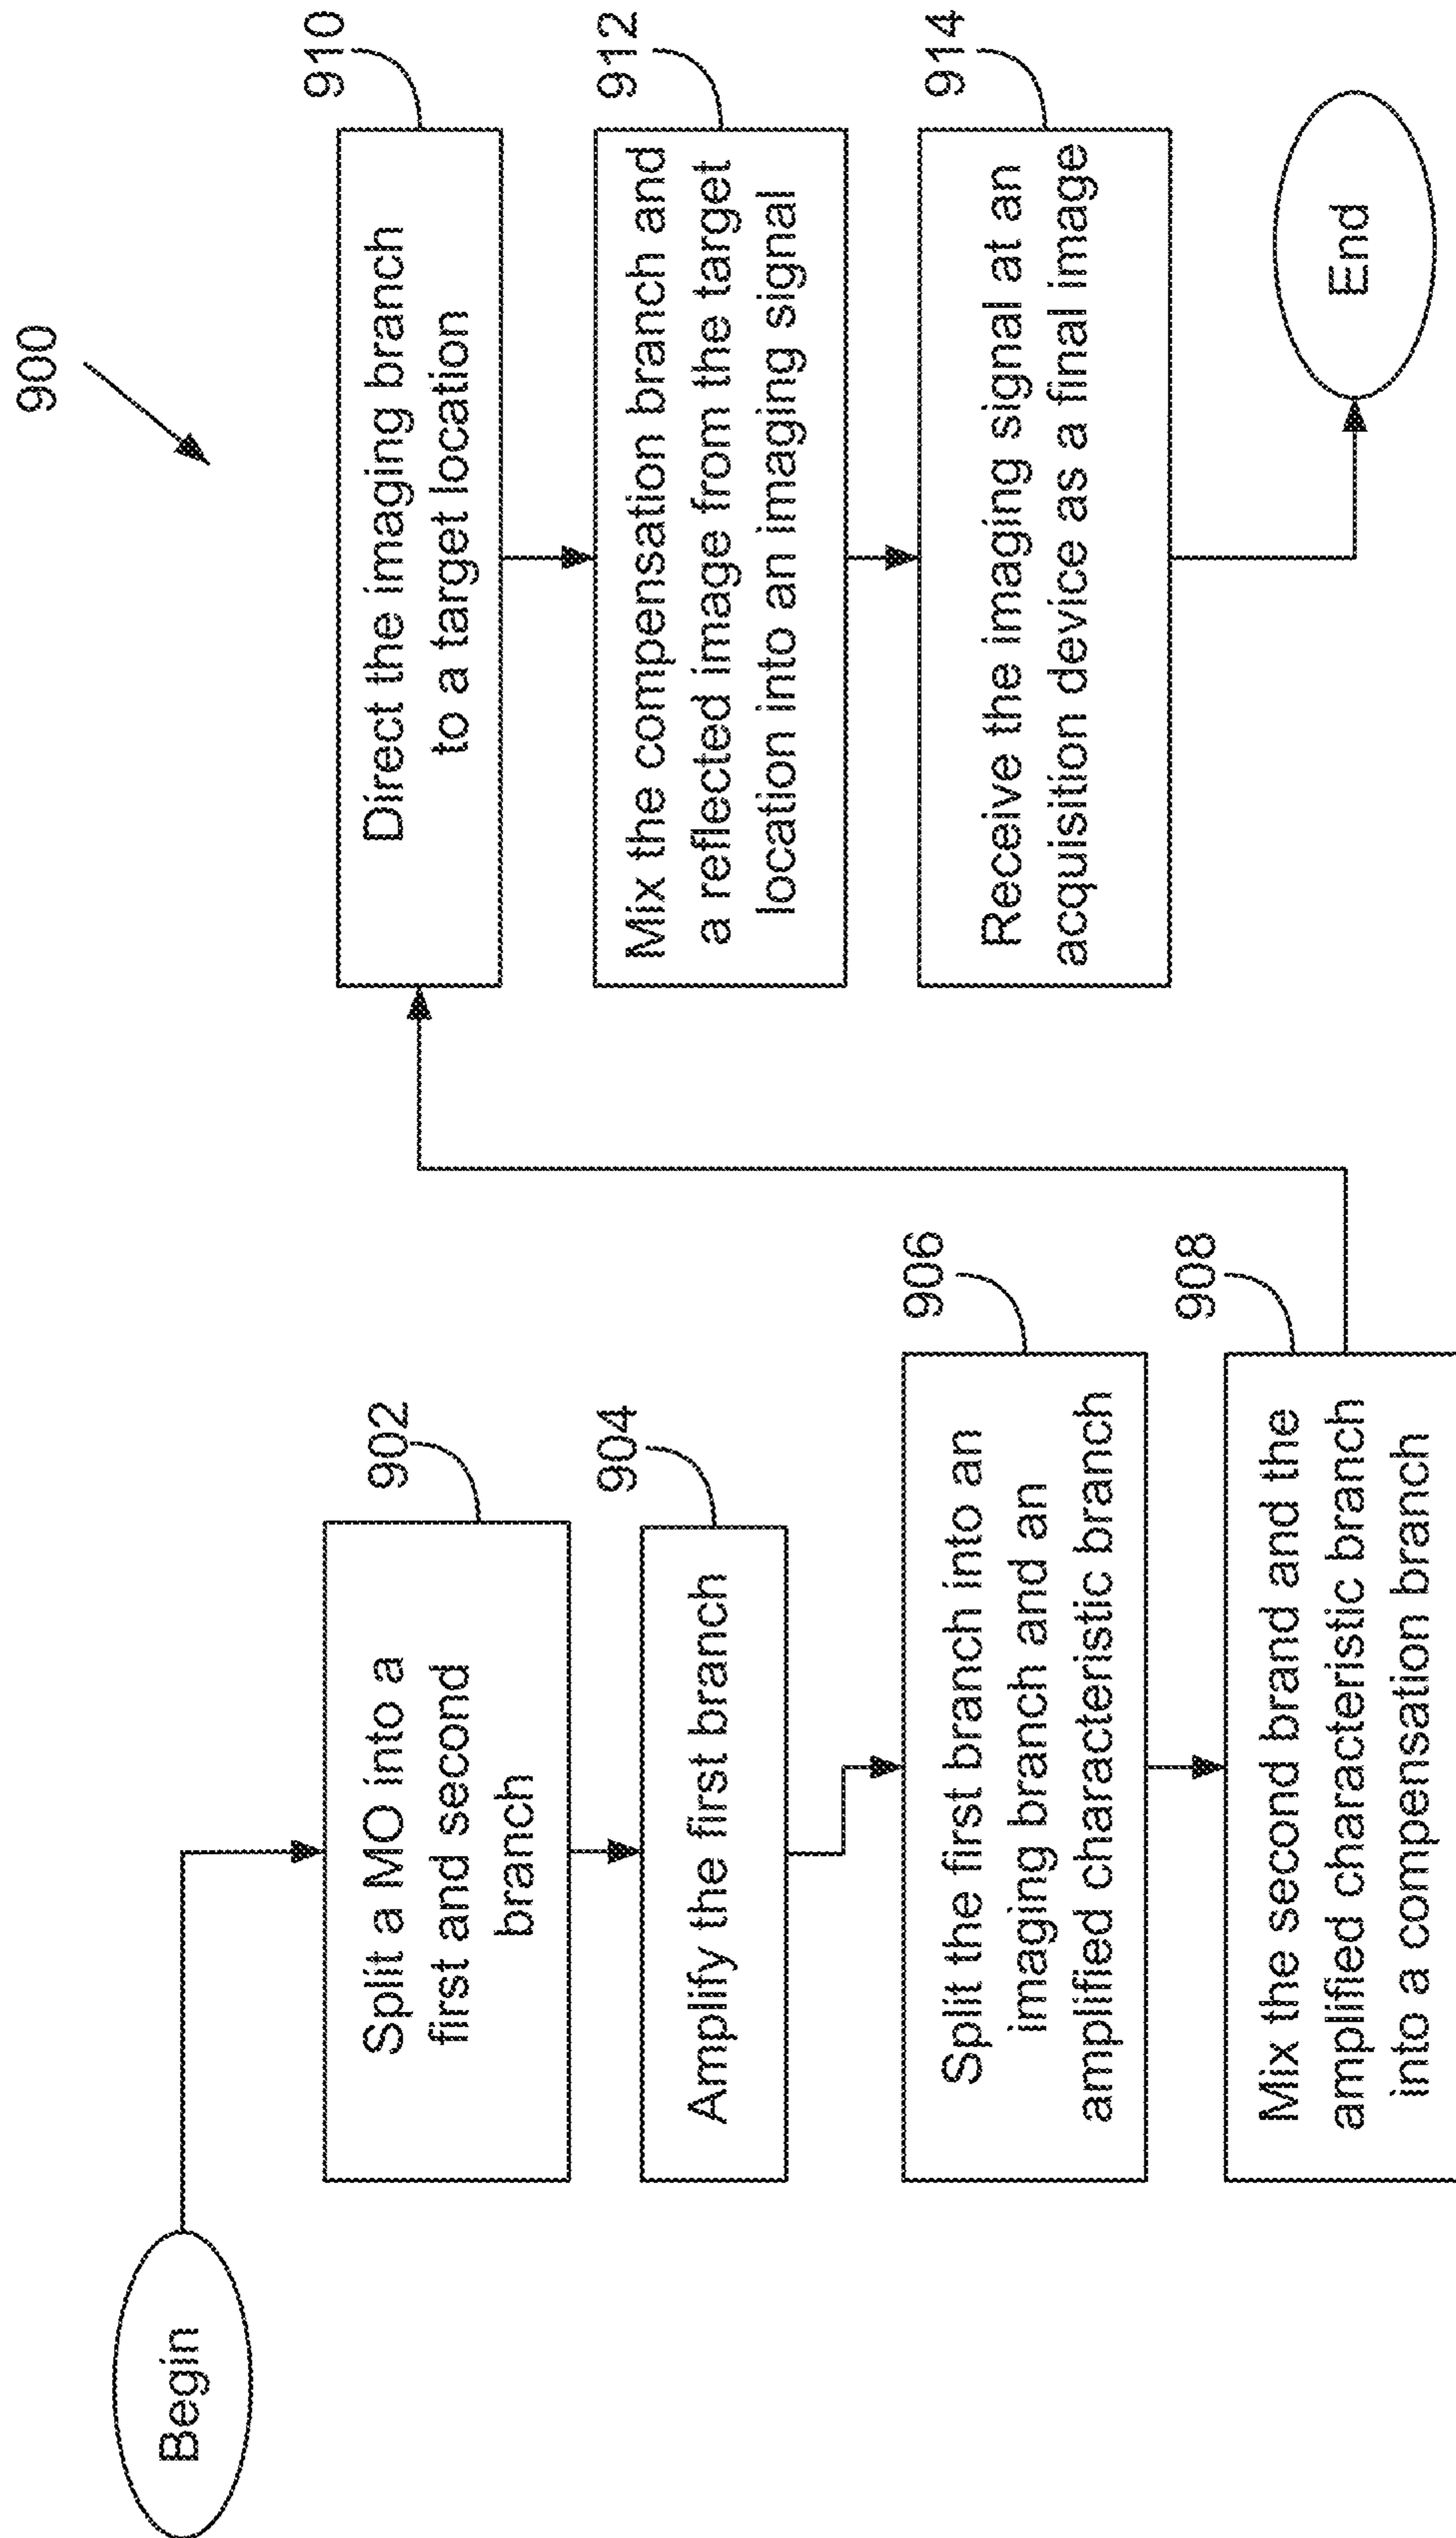 900
Begin
Split a MO into a
first and second
branch
902
Amplify the first branch
904
Split the first branch into an
imaging branch and an
amplified characteristic branch
906
Mix the second brand and the
amplified characteristic branch
into a compensation branch
908
Direct the imaging branch
to a target location
910
Mix the compensation branch and
a reflected image from the target
location into an imaging signal
912
Receive the imaging signal at an
acquisition device as a final image
914
End